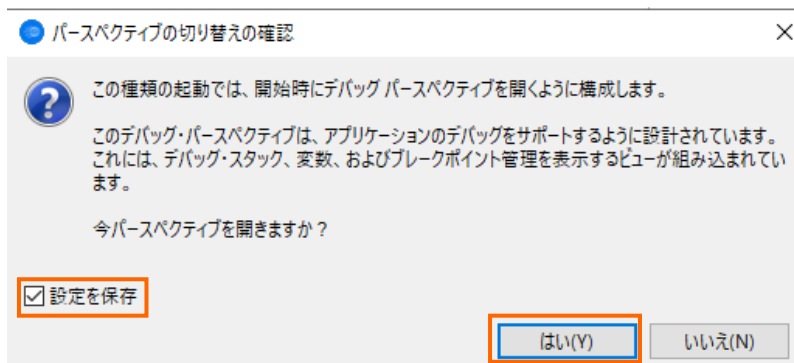 パースペクティブの切り替えの確認
この種類の起動では、開始時にデバッグ パースペクティブを開くように構成します。
このデバッグ・パースペクティブは、アプリケーションのデバッグをサポートするように設計されています。
これには、デバッグ・スタック、変数、およびブレークポイント管理を表示するビューが組み込まれてい
ます。
今パースペクティブを開きますか？
設定を保存
はい(Y) いいえ(N)